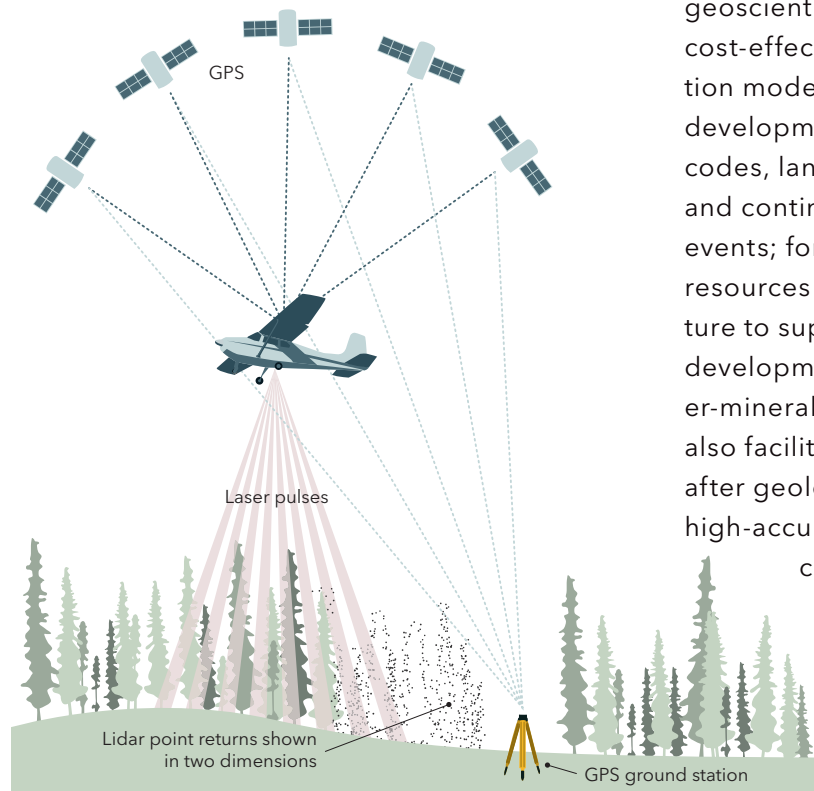 GPS
Laser pulses
Lidar point returns shown
in two dimensions
GPS ground station
geoscient
cost-effec
tion mode
developm
codes, lan
and contin
events; for
resources
ture to sup
developm
er-mineral
also facilit
after geol
high-accu
c